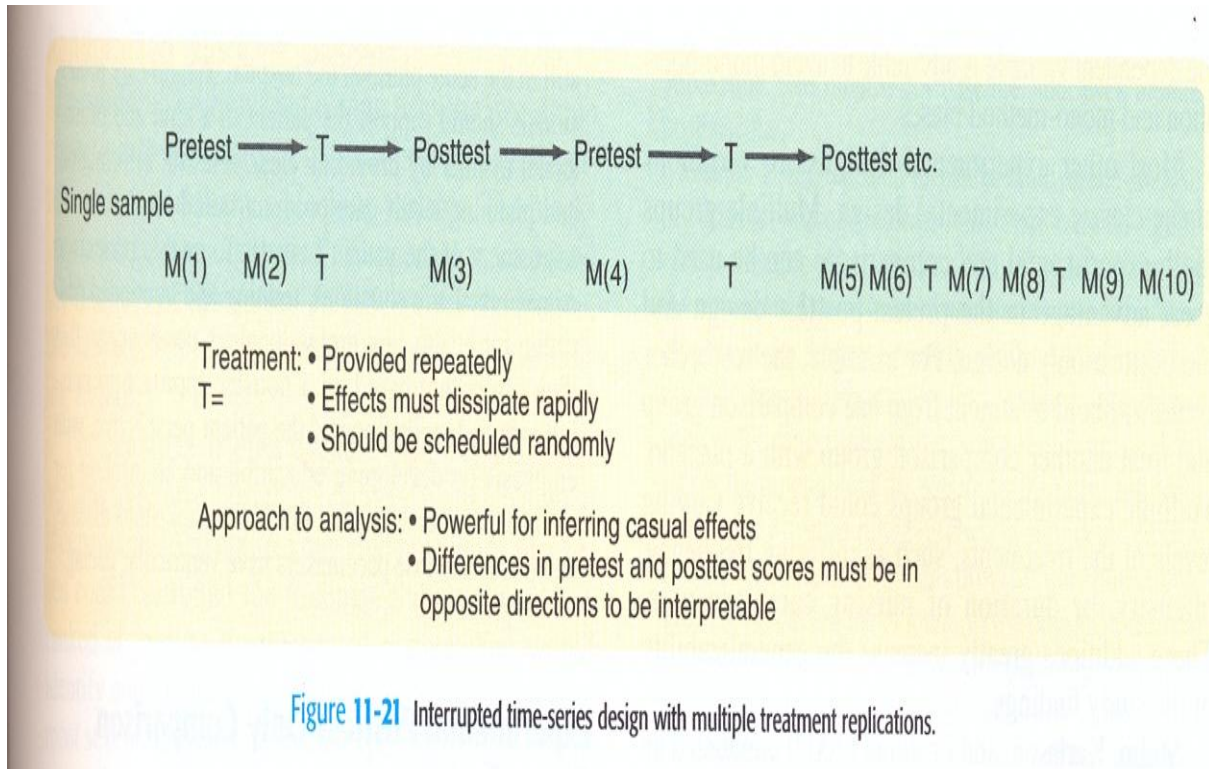 Pretest T Posttest Pretest T Posttest etc.
Single sample
M(1) M(2) T M(3) M(4) T M(5) M(6) T M(7) M(8) T M(9) M(10)
Treatment: • Provided repeatedly
T= • Effects must dissipate rapidly
• Should be scheduled randomly
Approach to analysis: • Powerful for inferring casual effects
• Differences in pretest and posttest scores must be in
opposite directions to be interpretable
Figure 11-21 Interrupted time-series design with multiple treatment replications.